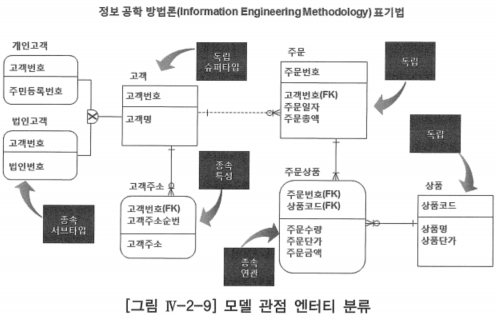 정보 공학 방법론(Information Engineering Methodology) 표기법
개인고객
고객번호
주민등록번호
법인고객
고객번호
법인번호
종속
서브타입
고객
고객번호
고객명
독립
슈퍼타입
고객주소
고객번호(FK)
고객주소순번
고객주소
종속
특성
주문
주문번호
고객번호(FK)
주문일자
주문총액
독립
주문상품
주문번호(FK)
상품코드(FK)
주문수량
주문단가
주문금액
종속
연관
독립
상품
상품코드
상품명
상품단가
[그림 Ⅳ-2-9] 모델 관점 엔터티 분류